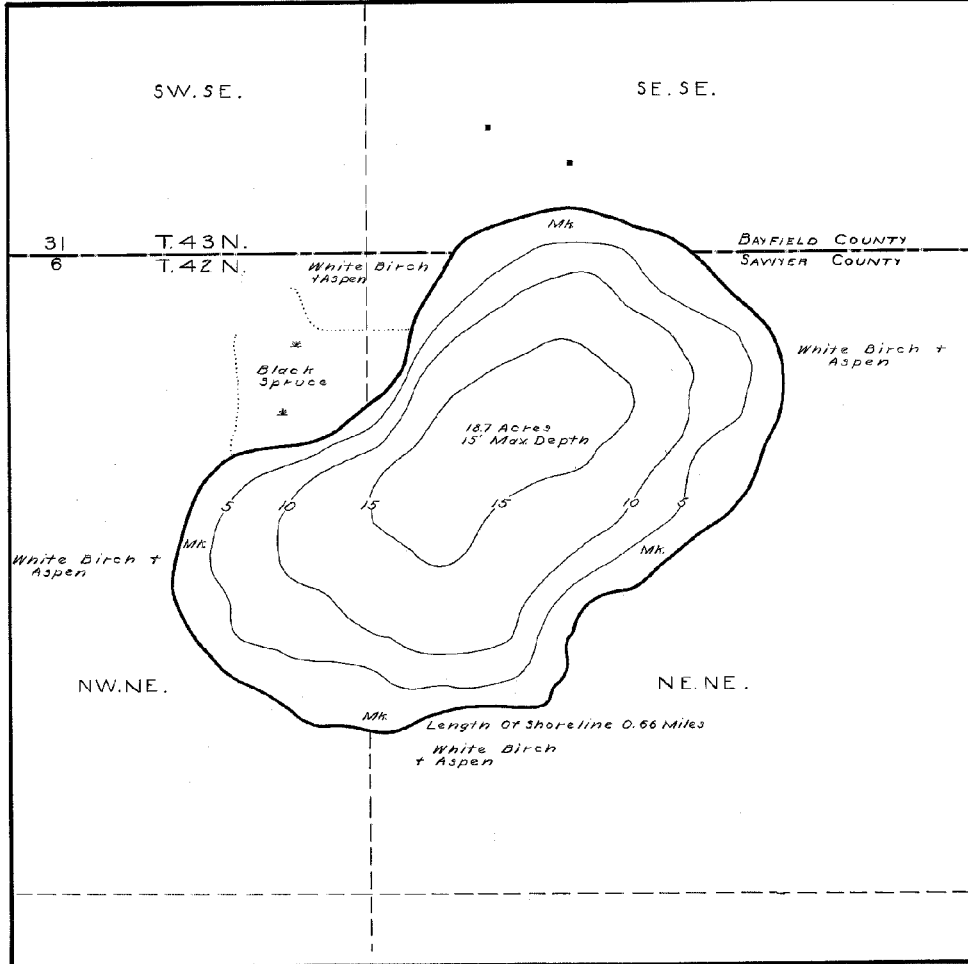 SW. SE.
SE. SE.
Mk.
31
T. 43 N.
BAYFIELD COUNTY
6
T. 42 N.
SAWYER COUNTY
White Birch
+ Aspen
White Birch +
Aspen
Black
Spruce
18.7 Acres
15' Max. Depth
5
10
15
15
10
5
Mk.
Mk.
White Birch +
Aspen
NW. NE.
NE. NE.
Mk.
Length Of Shoreline 0.66 Miles
White Birch
+ Aspen